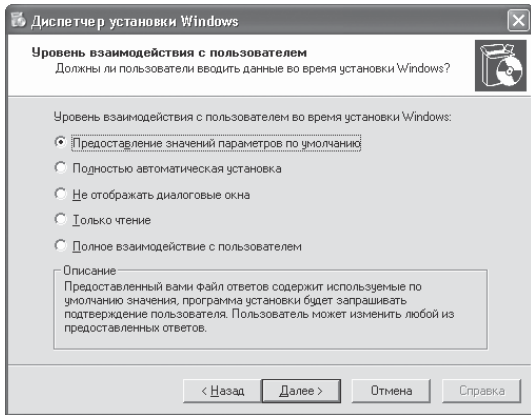 Диспетчер установки Windows
Уровень взаимодействия с пользователем
Должны ли пользователи вводить данные во время установки Windows?
Уровень взаимодействия с пользователем во время установки Windows:
Предоставление значений параметров по умолчанию
Полностью автоматическая установка
Не отображать диалоговые окна
Только чтение
Полное взаимодействие с пользователем
Описание
Предоставленный вами файл ответов содержит используемые по
умолчанию значения, программа установки будет запрашивать
подтверждение пользователя. Пользователь может изменить любой из
предоставленных ответов.
< Назад Далее > Отмена Справка